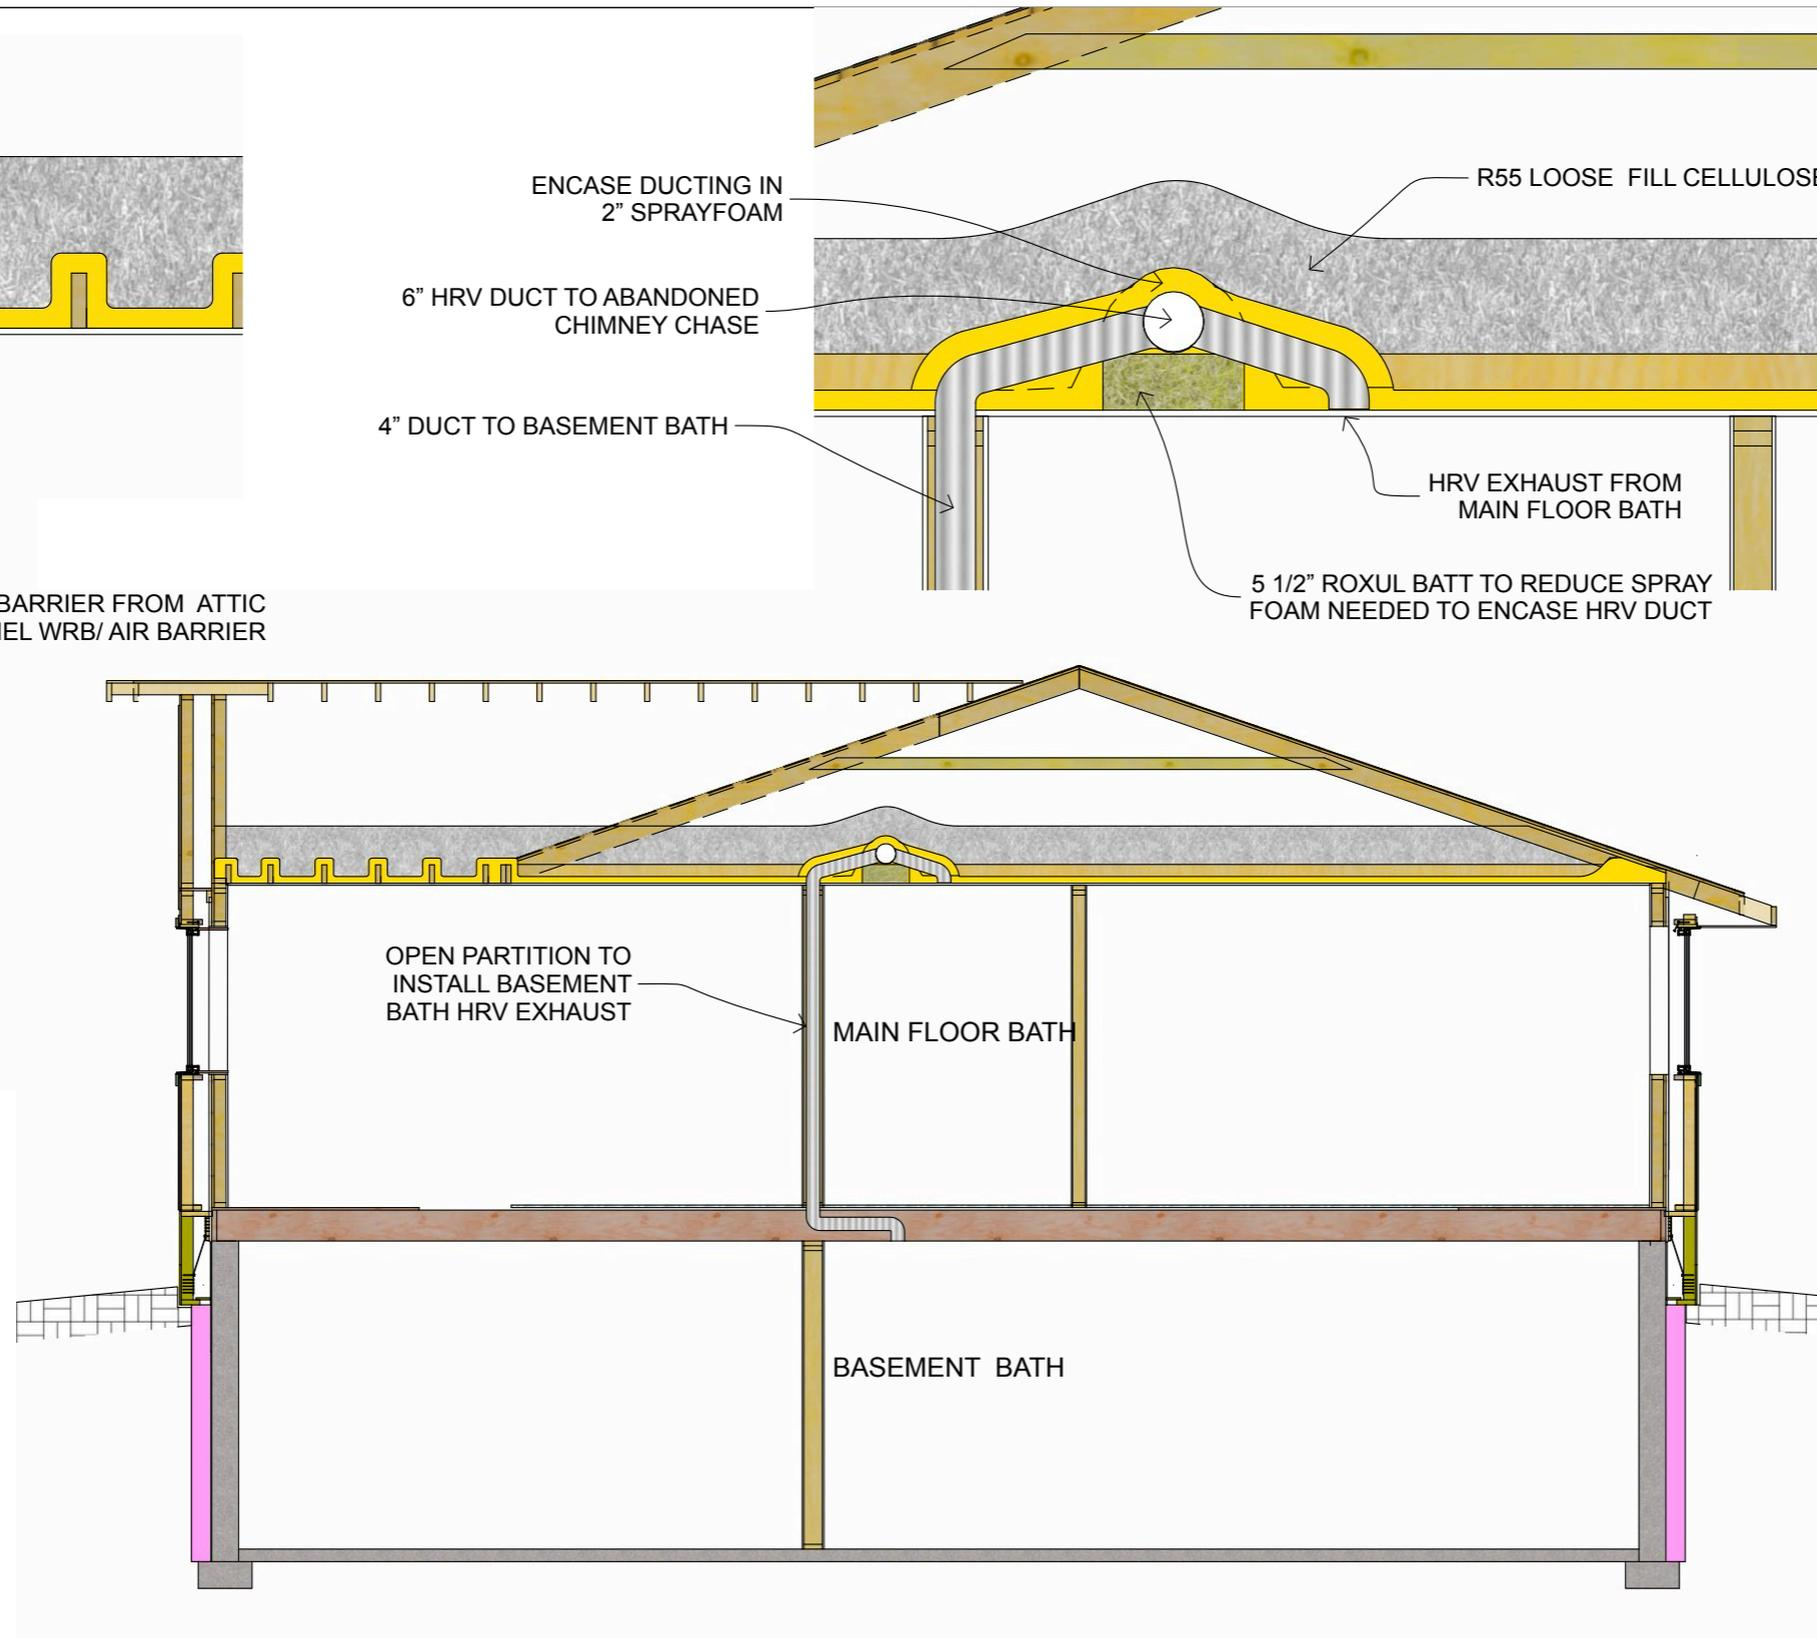 ENCASE DUCTING IN
2” SPRAYFOAM
R55 LOOSE FILL CELLULOSE
6” HRV DUCT TO ABANDONED
CHIMNEY CHASE
4” DUCT TO BASEMENT BATH
HRV EXHAUST FROM
MAIN FLOOR BATH
5 1/2” ROXUL BATT TO REDUCE SPRAY
FOAM NEEDED TO ENCASE HRV DUCT
BARRIER FROM ATTIC
WRB/ AIR BARRIER
OPEN PARTITION TO
INSTALL BASEMENT
BATH HRV EXHAUST
MAIN FLOOR BATH
BASEMENT BATH